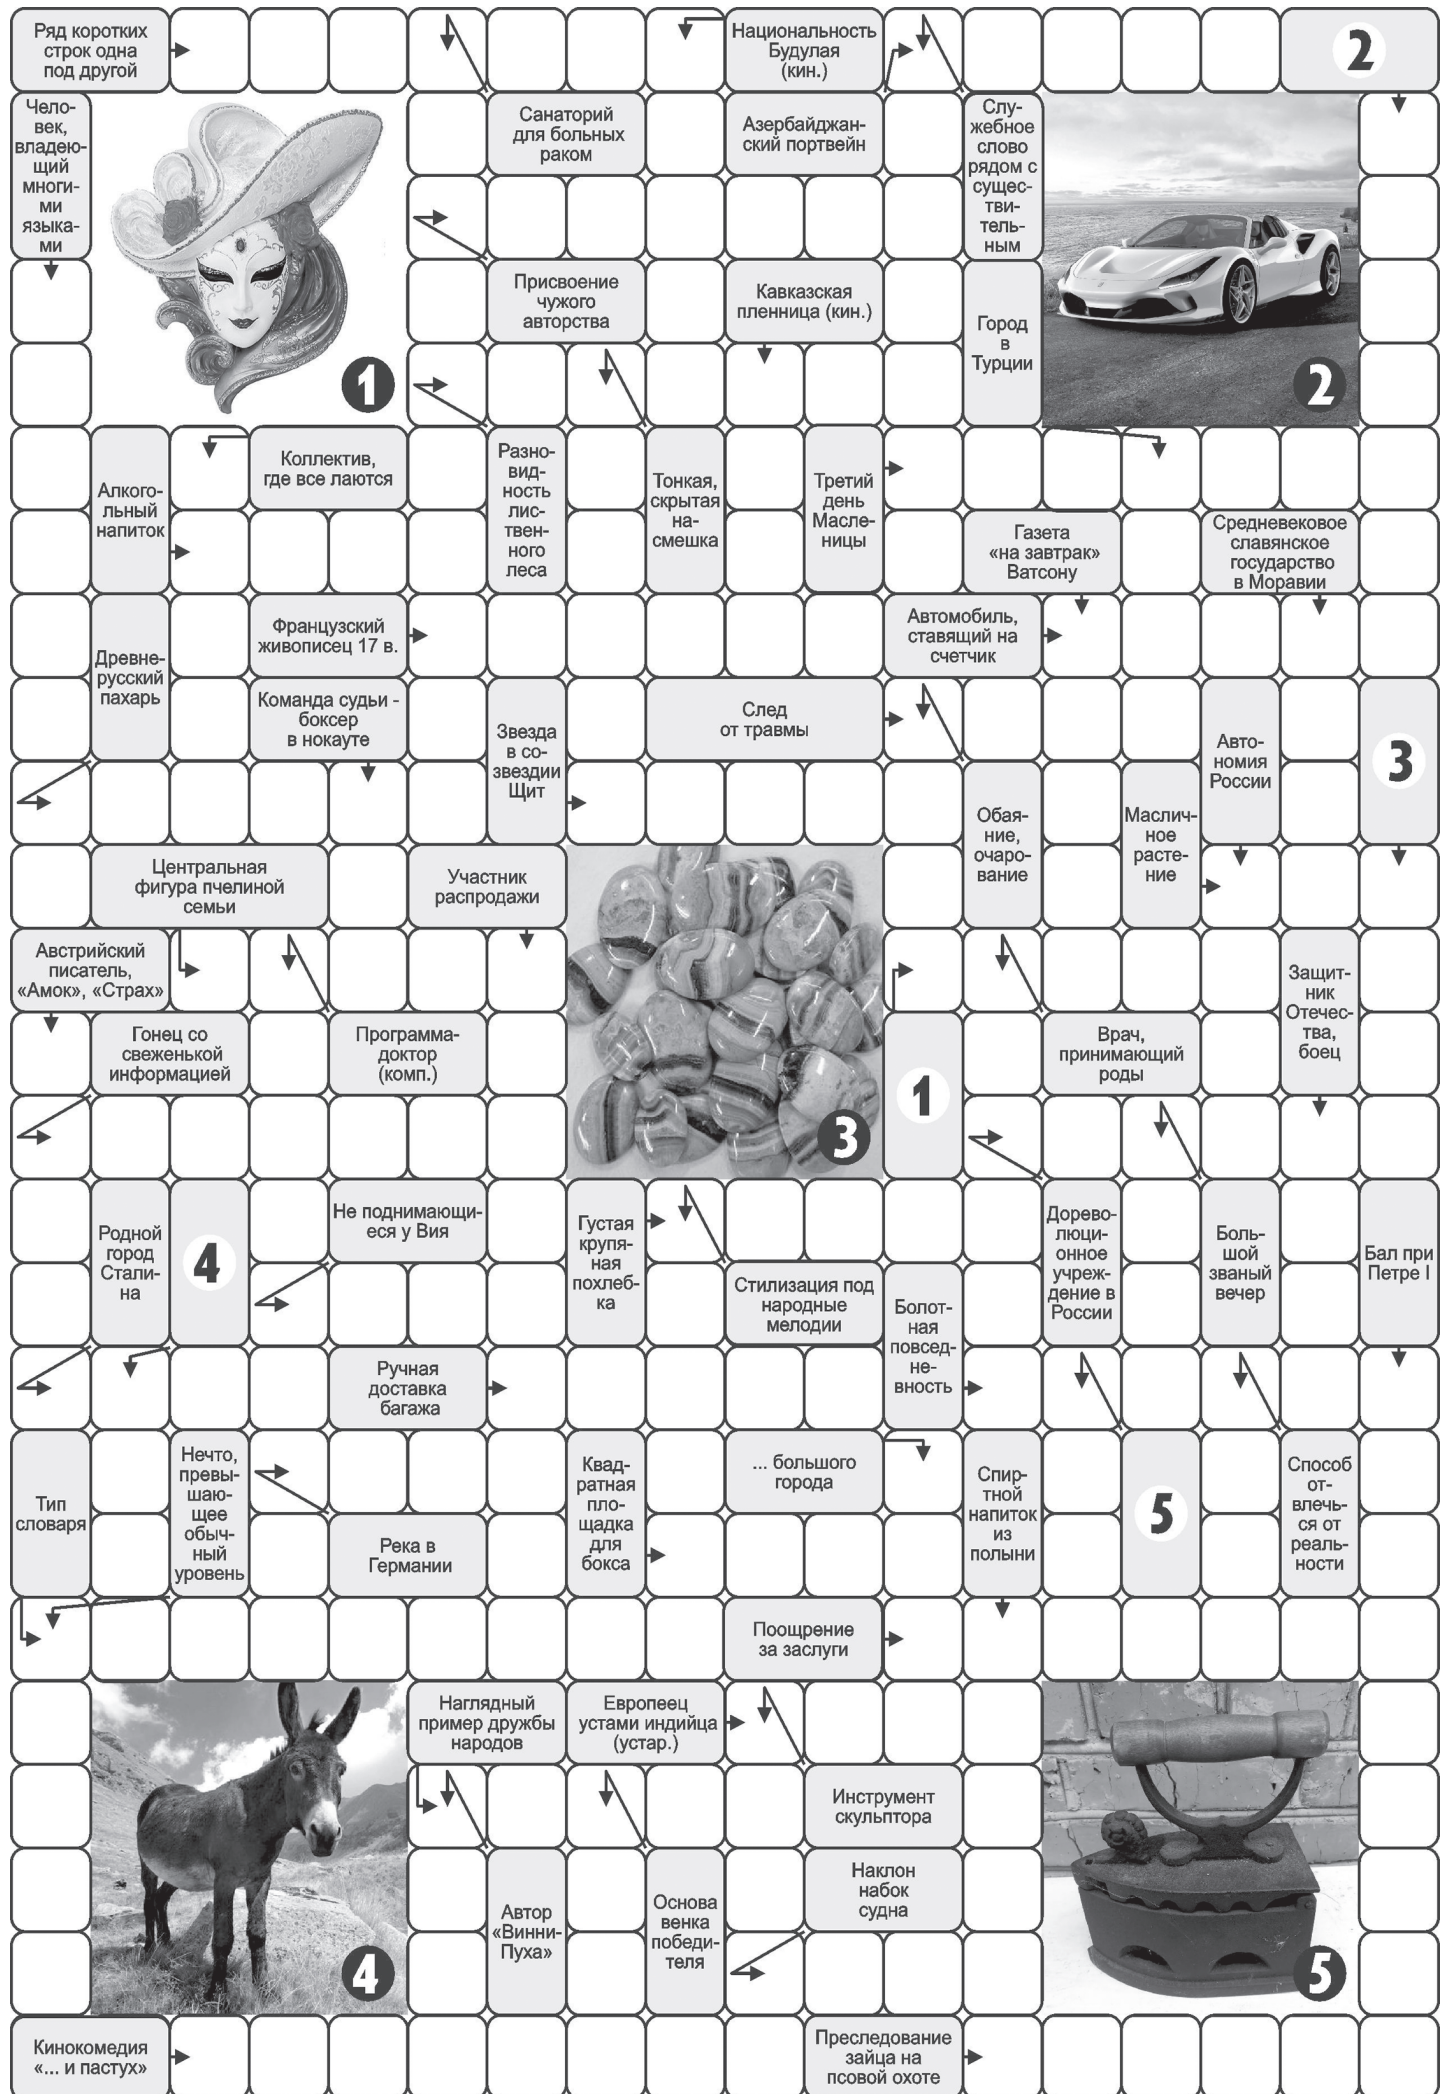 Ряд коротких
строк одна
под другой
Национальность
Будулая
(кин.)
2
Чело-
век,
владею-
щий
многи-
ми
языка-
ми
Санаторий
для больных
раком
Азербайджан-
ский портвейн
Слу-
жебное
слово
рядом с
сущес-
тви-
тель-
ным
Присвоение
чужого
авторства
Кавказская
пленница (кин.)
Город
в
Турции
1
2
Алкого-
льный
напиток
Коллектив,
где все лаются
Разно-
вид-
ность
лис-
твен-
ного
леса
Тонкая,
скрытая
на-
смешка
Третий
день
Масле-
ницы
Газета
«на завтрак»
Ватсону
Средневековое
славянское
государство
в Моравии
Древне-
русский
пахарь
Французский
живописец 17 в.
Автомобиль,
ставящий на
счетчик
Команда судьи -
боксер
в нокауте
Звезда
в со-
звездии
Щит
След
от травмы
Авто-
номия
России
3
Обая-
ние,
очаро-
вание
Маслич-
ное
расте-
ние
Центральная
фигура пчелиной
семьи
Участник
распродажи
Австрийский
писатель,
«Амок», «Страх»
Защит-
ник
Отечес-
тва,
боец
Гонец со
свеженькой
информацией
Программа-
доктор
(комп.)
3
1
Врач,
принимающий
роды
Родной
город
Стали-
на
4
Не поднимающи-
еся у Вия
Густая
крупя-
ная
похлеб-
ка
Стилизация под
народные
мелодии
Болот-
ная
повсед-
не-
вность
Дорево-
люци-
онное
учреж-
дение в
России
Боль-
шой
званый
вечер
Бал при
Петре I
Ручная
доставка
багажа
Тип
словаря
Нечто,
превы-
шаю-
щее
обыч-
ный
уровень
Река в
Германии
Квад-
ратная
пло-
щадка
для
бокса
... большого
города
Спир-
тной
напиток
из
полыни
5
Способ
от-
влечь-
ся от
реаль-
ности
Поощрение
за заслуги
Наглядный
пример дружбы
народов
Европеец
устами индийца
(устар.)
Инструмент
скульптора
4
Автор
«Винни-
Пуха»
Основа
венка
победи-
теля
Наклон
набок
судна
5
Кинокомедия
«... и пастух»
Преследование
зайца на
псовой охоте